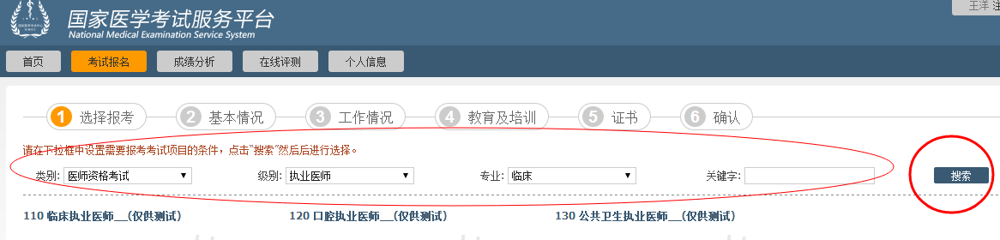 王洋 注
国家医学考试服务平台
National Medical Examination Service System
首页 考试报名 成绩分析 在线评测 个人信息
1 选择报考 2 基本情况 3 工作情况 4 教育及培训 5 证书 6 确认
请在下拉框中设置需要报考考试项目的条件，点击“搜索”然后后进行选择。
类别: 医师资格考试 级别: 执业医师 专业: 临床 关键字: 搜索
110 临床执业医师__(仅供测试) 120 口腔执业医师__(仅供测试) 130 公共卫生执业医师__(仅供测试)